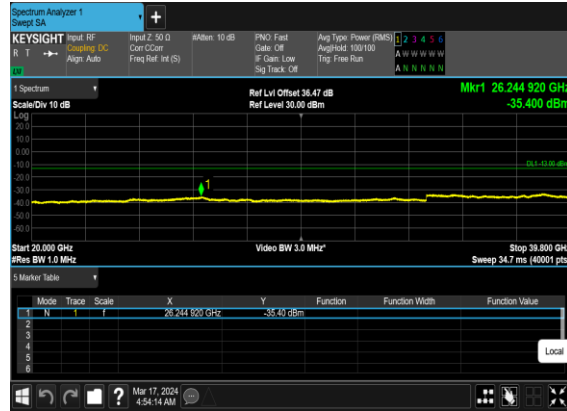 Spectrum Analyzer 1
Swept SA
KEYSIGHT Input: RF Input Z: 50 Ω #Atten: 10 dB PNO: Fast Avg Type: Power (RMS) 1 2 3 4 5 6
R T Coupling: DC Corr CCorr Gate: Off Avg|Hold: 100/100 A W W W W W
Align: Auto Freq Ref: Int (S) IF Gain: Low Trig: Free Run
LW Sig Track: Off A N N N N N
1 Spectrum Ref Lvl Offset 36.47 dB Mkr1 26.244 920 GHz
Scale/Div 10 dB Ref Level 30.00 dBm -35.400 dBm
Log
20.0
10.0
0.00
-10.0 DL1 -13.00 dBm
-20.0
-30.0 1
-40.0
-50.0
-60.0
Start 20.000 GHz Video BW 3.0 MHz* Stop 39.800 GHz
#Res BW 1.0 MHz Sweep 34.7 ms (40001 pts)
5 Marker Table
Mode Trace Scale X Y Function Function Width Function Value
1 N 1 f 26.244 920 GHz -35.40 dBm
2
3
4
5
6
Local
? Mar 17, 2024
4:54:14 AM